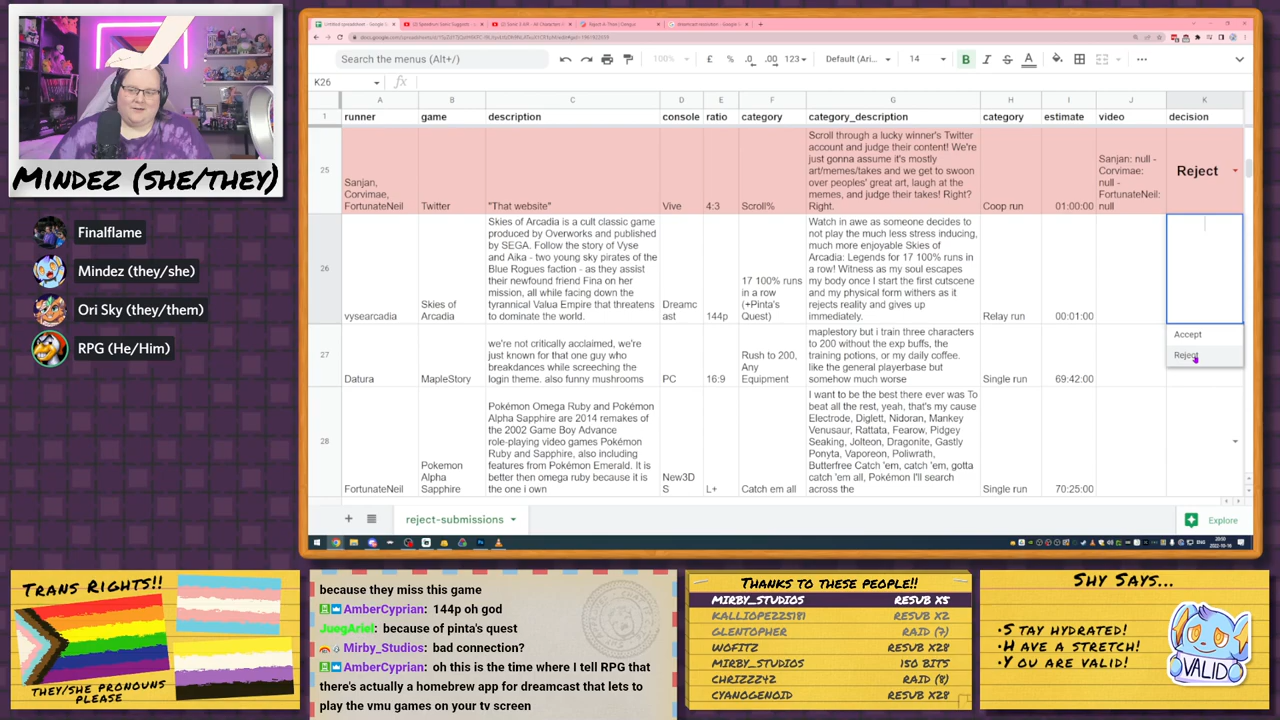 Search the menus (Alt+/)
100%
£ % .0 .00 123
Default (Ari...
14
B I S A
K26
fx
A B C D E F G H I J K
1
runner game description console ratio category category_description category estimate video decision
25
Sanjan,
Corvimae,
FortunateNeil
Twitter
"That website"
Vive
4:3
Scroll%
Scroll through a lucky winner's Twitter
account and judge their content! We're
just gonna assume it's mostly
art/memes/takes and we get to swoon
over peoples' great art, laugh at the
memes, and judge their takes! Right?
Right.
Coop run
01:00:00
Sanjan: null -
Corvimae:
null -
FortunateNeil:
null
Reject
26
vysearcadia
Skies of
Arcadia
Skies of Arcadia is a cult classic game
produced by Overworks and published
by SEGA. Follow the story of Vyse
and Aika - two young sky pirates of the
Blue Rogues faction - as they assist
their newfound friend Fina on her
mission, all while facing down the
tyrannical Valua Empire that threatens
to dominate the world.
Dreamc
ast
144p
17 100% runs
in a row
(+Pinta's
Quest)
Watch in awe as someone decides to
not play the much less stress inducing,
much more enjoyable Skies of
Arcadia: Legends for 17 100% runs in
a row! Witness as my soul escapes
my body once I start the first cutscene
and my physical form withers as it
rejects reality and gives up
immediately.
Relay run
00:01:00
Accept
Reject
27
Datura
MapleStory
we're not critically acclaimed, we're
just known for that one guy who
breakdances while screeching the
login theme. also funny mushrooms
PC
16:9
Rush to 200,
Any
Equipment
maplestory but i train three characters
to 200 without the exp buffs, the
training potions, or my daily coffee.
like the general playerbase but
somehow much worse
Single run
69:42:00
28
FortunateNeil
Pokemon
Alpha
Sapphire
Pokémon Omega Ruby and Pokémon
Alpha Sapphire are 2014 remakes of
the 2002 Game Boy Advance
role-playing video games Pokémon
Ruby and Sapphire, also including
features from Pokémon Emerald. It is
better then omega ruby because it is
the one i own
New3D
S
L+
Catch em all
I want to be the best there ever was To
beat all the rest, yeah, that's my cause
Electrode, Diglett, Nidoran, Mankey
Venusaur, Rattata, Fearow, Pidgey
Seaking, Jolteon, Dragonite, Gastly
Ponyta, Vaporeon, Poliwrath,
Butterfree Catch 'em, catch 'em, gotta
catch 'em all, Pokémon I'll search
across the
Single run
70:25:00
reject-submissions
Explore
20:00
Mindez (she/they)
Finalflame
Mindez (they/she)
Ori Sky (they/them)
RPG (He/Him)
Trans Rights!!
They/She pronouns
please
because they miss this game
AmberCyprian: 144p oh god
JuegAriel: because of pinta's quest
Mirby_Studios: bad connection?
AmberCyprian: oh this is the time where I tell RPG that
there's actually a homebrew app for dreamcast that lets to
play the vmu games on your tv screen
Thanks to these people!!
Mirby_Studios Resub x5
Kalliopezz5181 Resub x2
Glentopher Raid (7)
Wofitz Resub x28
Mirby_Studios 150 bits
Chrizzz42 Raid (8)
Cyanogenoid Resub x28
Shy Says...
•Stay hydrated!
•Have a stretch!
•You are valid!
VALID